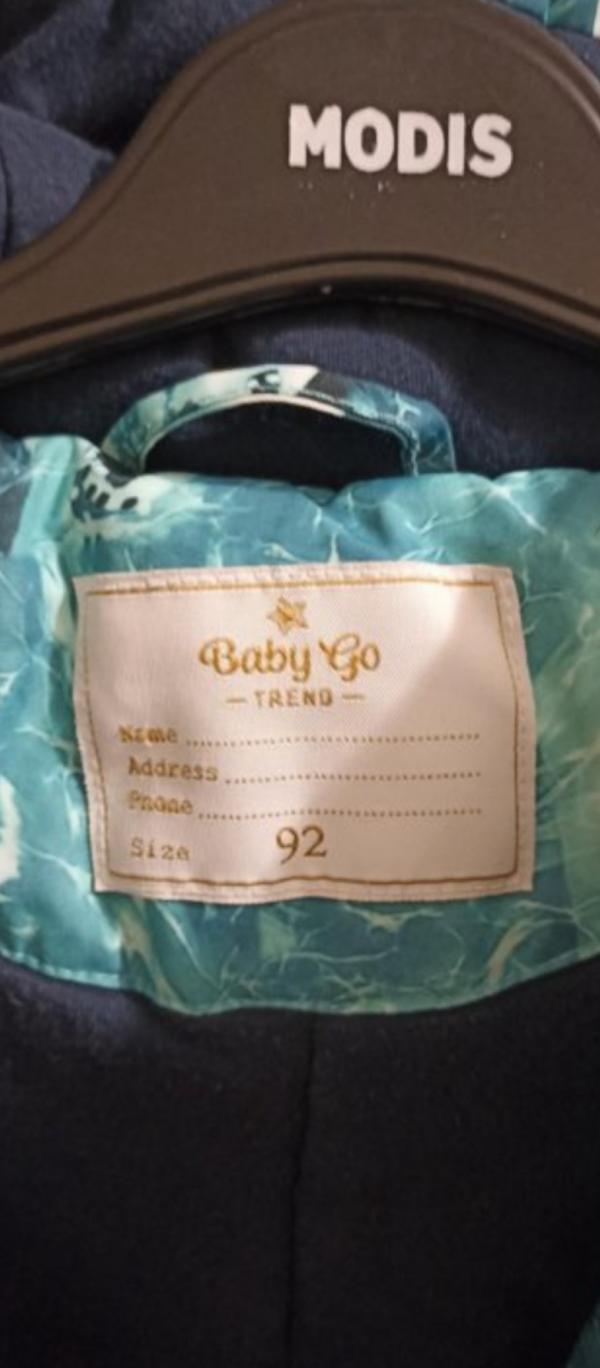 MODIS
Baby Go
— TREND —
Name
Address
Phone
Size 92